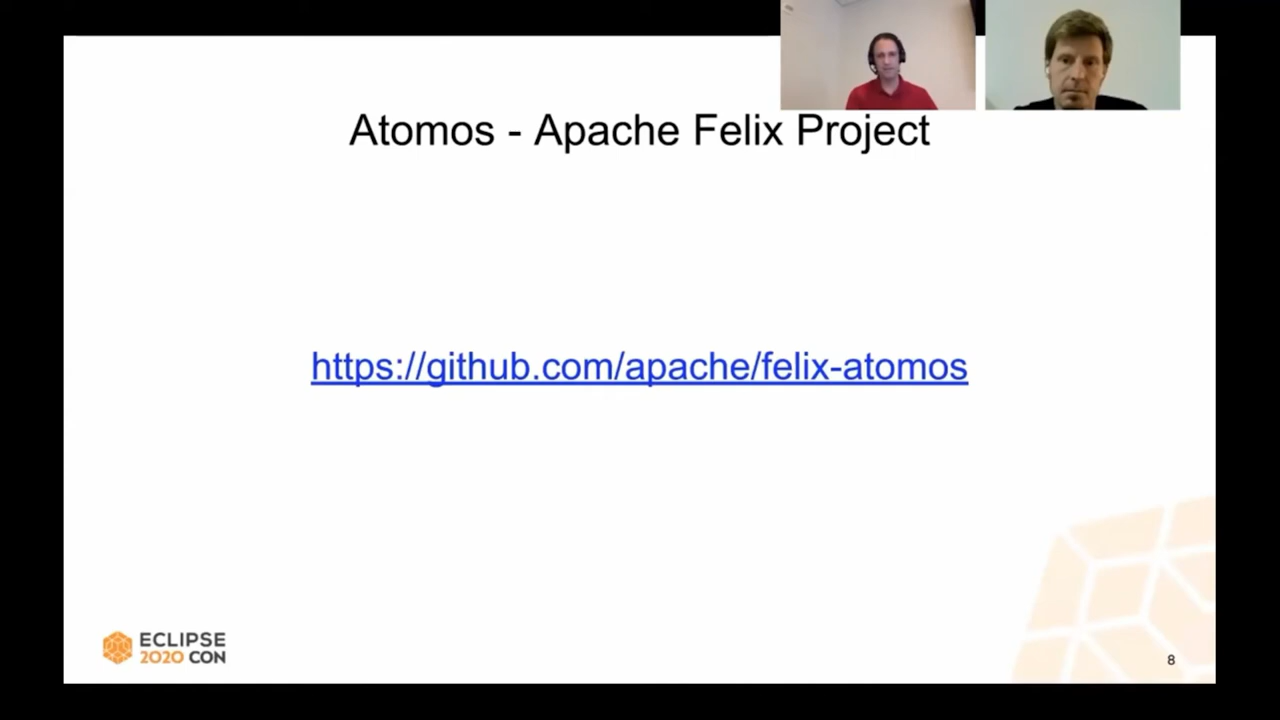 Atomos - Apache Felix Project
https://github.com/apache/felix-atomos
ECLIPSE
2020 CON
8